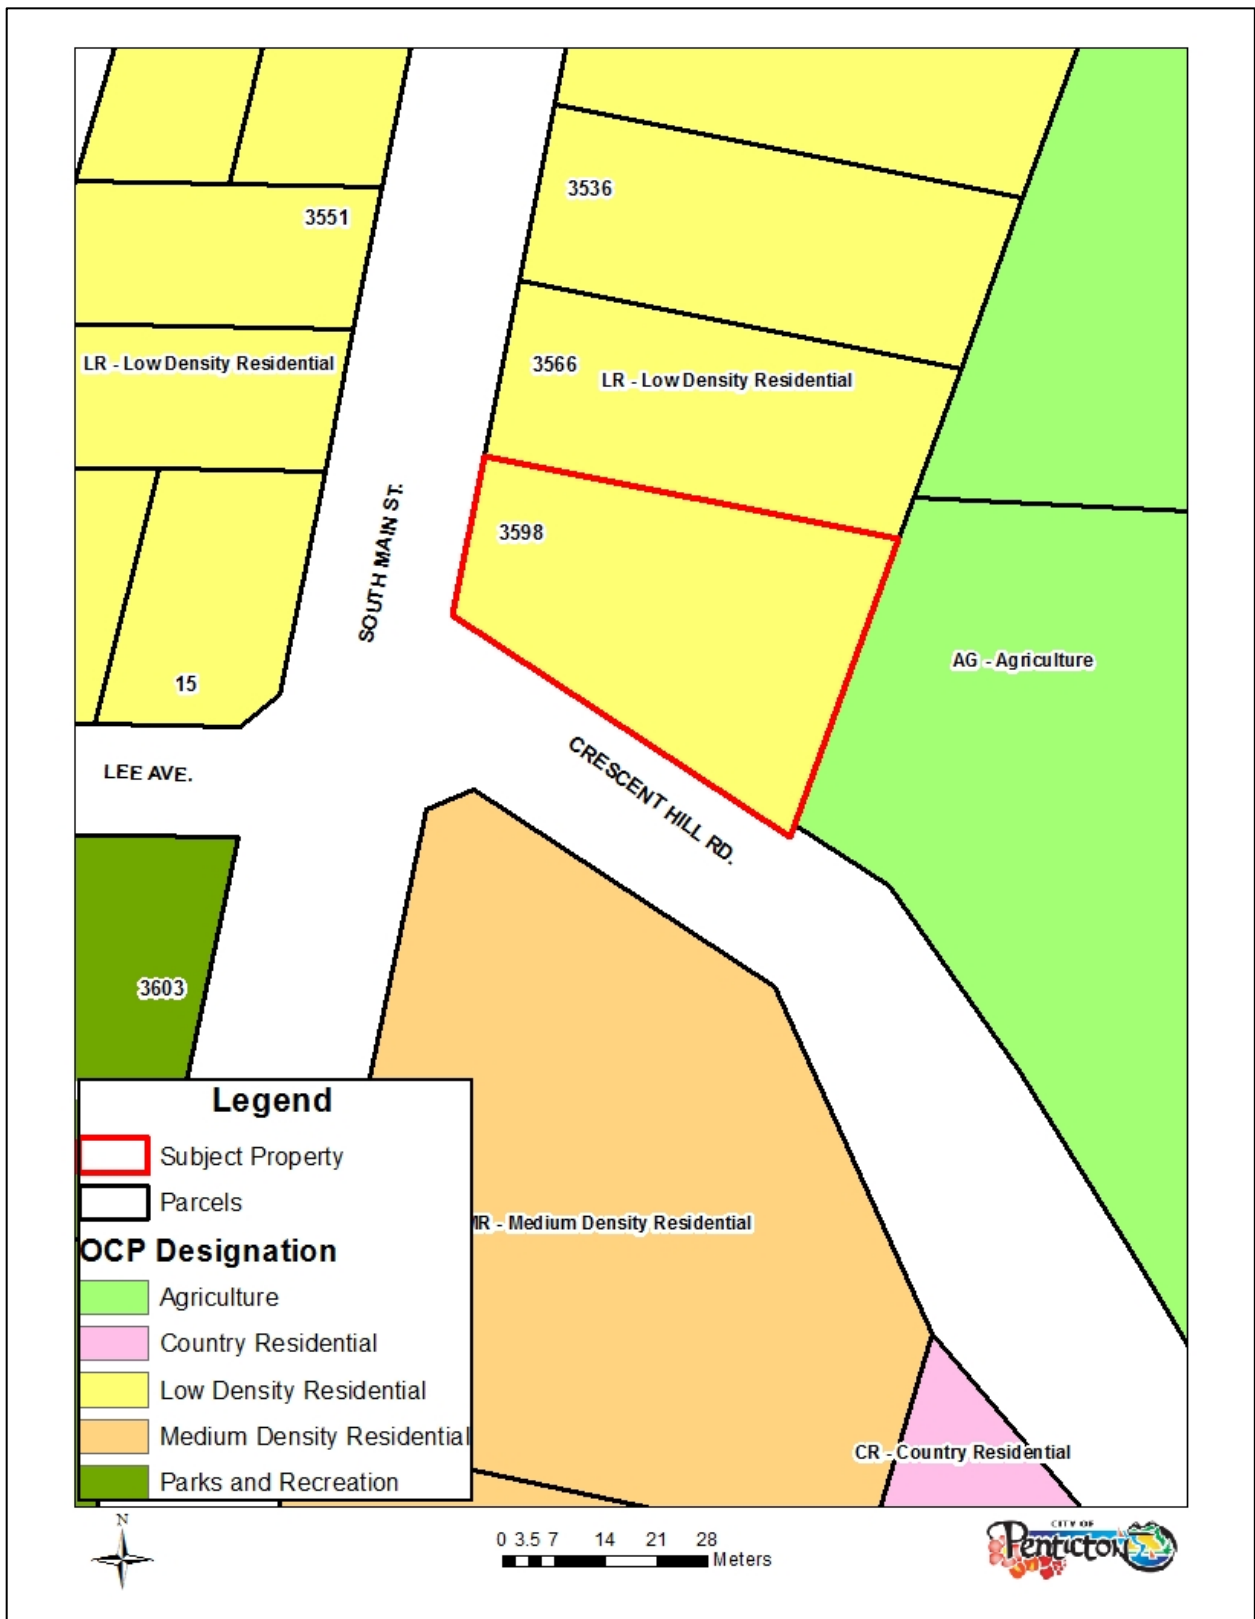 3551
3536
LR - Low Density Residential
3566
LR - Low Density Residential
SOUTH MAIN ST.
3598
AG - Agriculture
15
LEE AVE.
CRESCENT HILL RD.
3603
Legend
Subject Property
Parcels
MR - Medium Density Residential
OCP Designation
Agriculture
Country Residential
Low Density Residential
Medium Density Residential
Parks and Recreation
CR - Country Residential
N
0 3.5 7 14 21 28
Meters
CITY OF
Penticton